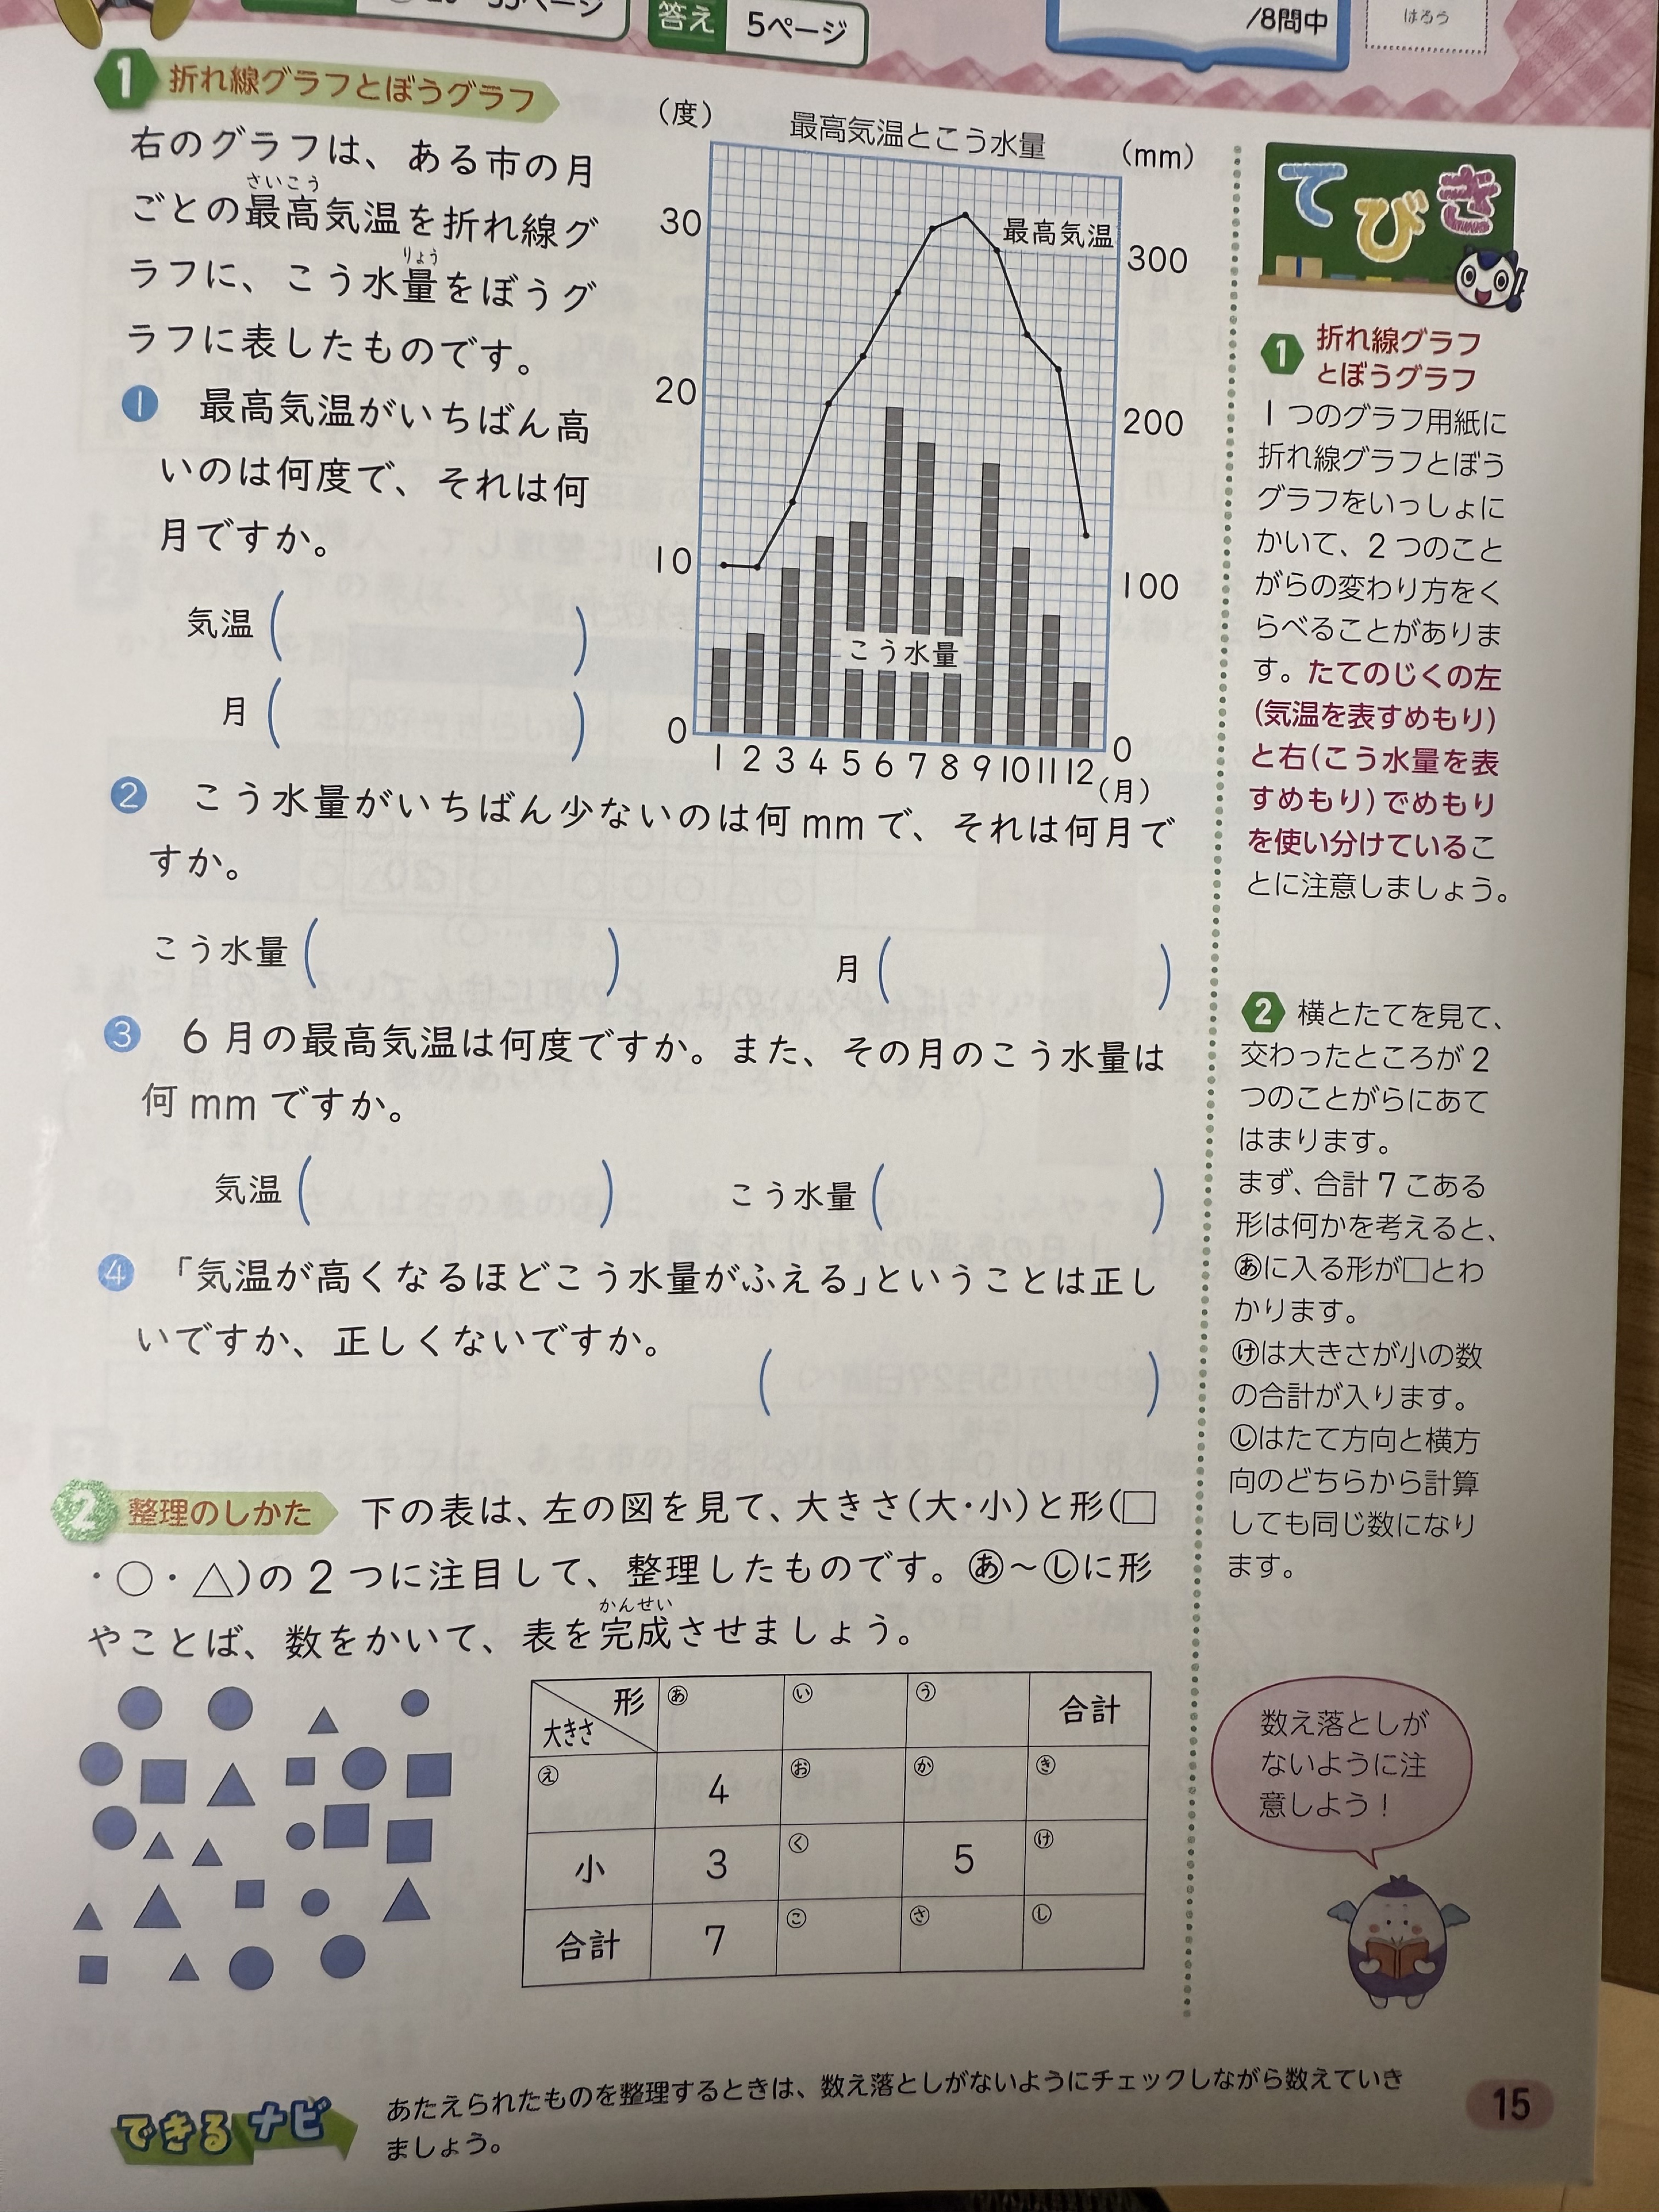 答え 5ページ
/8問中
はろう
1 折れ線グラフとぼうグラフ
右のグラフは、ある市の月
さいこう
ごとの最高気温を折れ線グ
りょう
ラフに、こう水量をぼうグ
ラフに表したものです。
1 最高気温がいちばん高
いのは何度で、それは何
月ですか。
気温( )
月( )
(度) 最高気温とこう水量 (mm)
30
最高気温
300
20
200
10
100
こう水量
0
0
1 2 3 4 5 6 7 8 9 10 11 12 (月)
2 こう水量がいちばん少ないのは何mmで、それは何月で
すか。
こう水量( ) 月( )
3 6月の最高気温は何度ですか。また、その月のこう水量は
何mmですか。
気温( ) こう水量( )
4 「気温が高くなるほどこう水量がふえる」ということは正し
いですか、正しくないですか。
( )
2 整理のしかた 下の表は、左の図を見て、大きさ(大・小)と形(□
・○・△)の2つに注目して、整理したものです。あ～しに形
かんせい
やことば、数をかいて、表を完成させましょう。
形 大きさ あ い う 合計
え 4 お か き
小 3 く 5 け
合計 7 こ さ し
てびき
1 折れ線グラフ
とぼうグラフ
1つのグラフ用紙に
折れ線グラフとぼう
グラフをいっしょに
かいて、2つのこと
がらの変わり方をく
らべることがありま
す。たてのじくの左
(気温を表すめもり)
と右(こう水量を表
すめもり)でめもり
を使い分けているこ
とに注意しましょう。
2 横とたてを見て、
交わったところが2
つのことがらにあて
はまります。
まず、合計7こある
形は何かを考えると、
あに入る形が□とわ
かります。
けは大きさが小の数
の合計が入ります。
しはたて方向と横方
向のどちらから計算
しても同じ数になり
ます。
数え落としが
ないように注
意しよう！
できるナビ
あたえられたものを整理するときは、数え落としがないようにチェックしながら数えていき
ましょう。
15